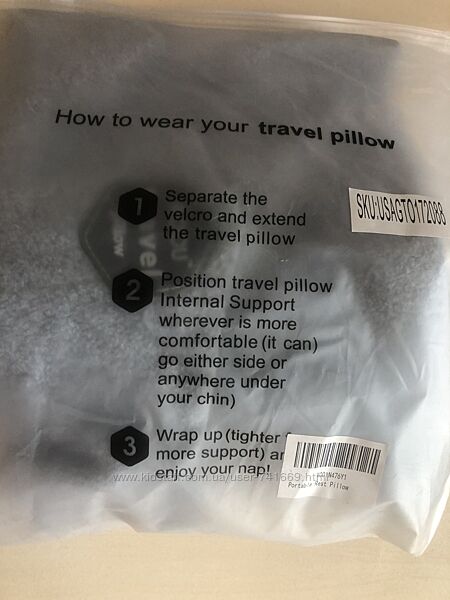 How to wear your travel pillow
1
Separate the
velcro and extend
the travel pillow
SKU:USAGTO172088
2
Position travel pillow
Internal Support
wherever is more
comfortable (it can)
go either side or
anywhere under
your chin)
3
Wrap up (tighter
more support)
enjoy your nap!
Portable Rest Pillow